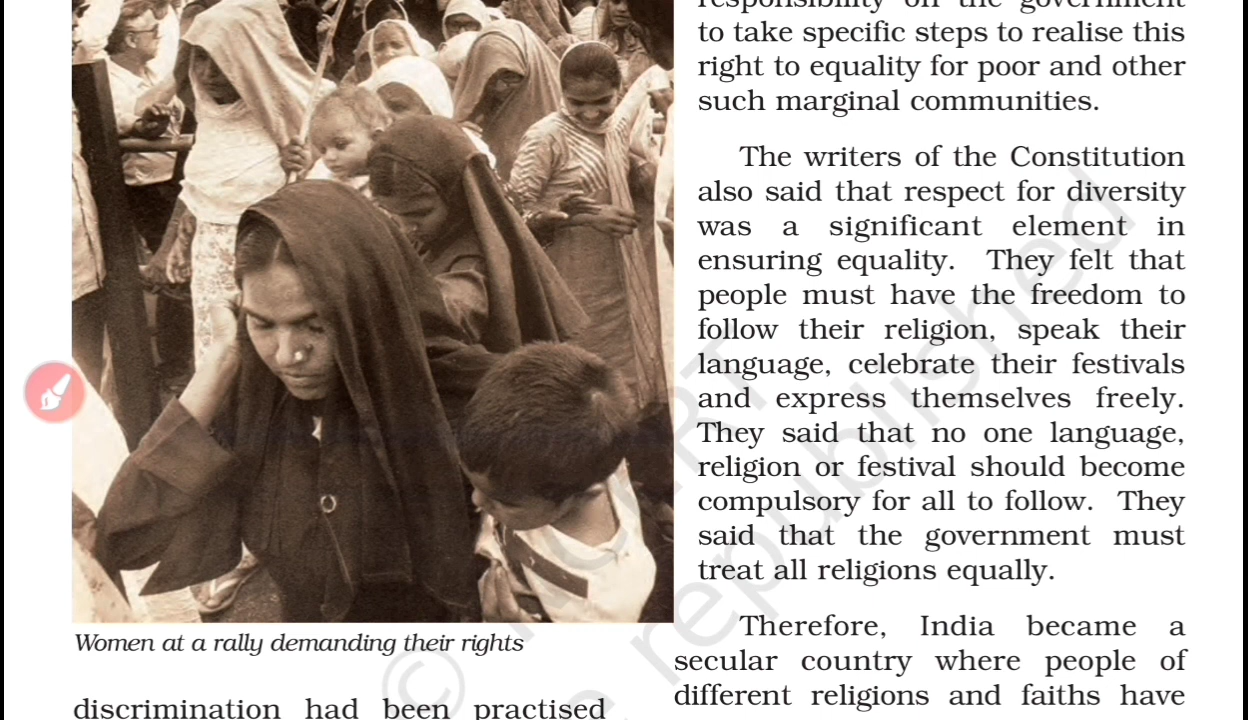 responsibility on the government
to take specific steps to realise this
right to equality for poor and other
such marginal communities.
The writers of the Constitution
also said that respect for diversity
was a significant element in
ensuring equality. They felt that
people must have the freedom to
follow their religion, speak their
language, celebrate their festivals
and express themselves freely.
They said that no one language,
religion or festival should become
compulsory for all to follow. They
said that the government must
treat all religions equally.
Therefore, India became a
secular country where people of
different religions and faiths have
Women at a rally demanding their rights
discrimination had been practised
©
republished